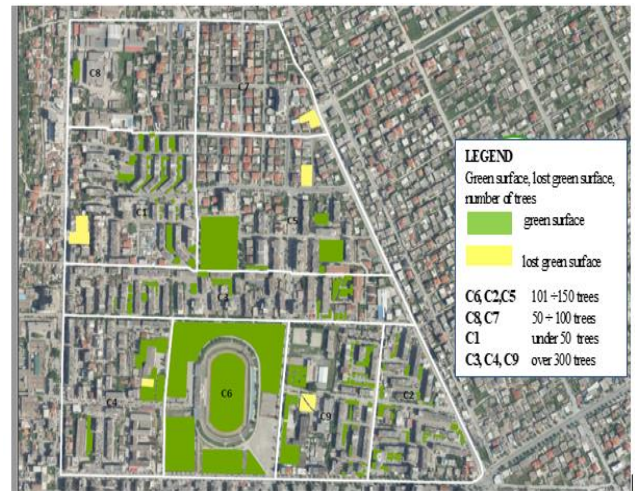 C8
C7
C1
C5
C3
C4
C6
C9
C2
LEGEND
Green surface, lost green surface,
number of trees
green surface
lost green surface
C6, C2,C5 101 ÷150 trees
C8, C7 50 ÷ 100 trees
C1 under 50 trees
C3, C4, C9 over 300 trees